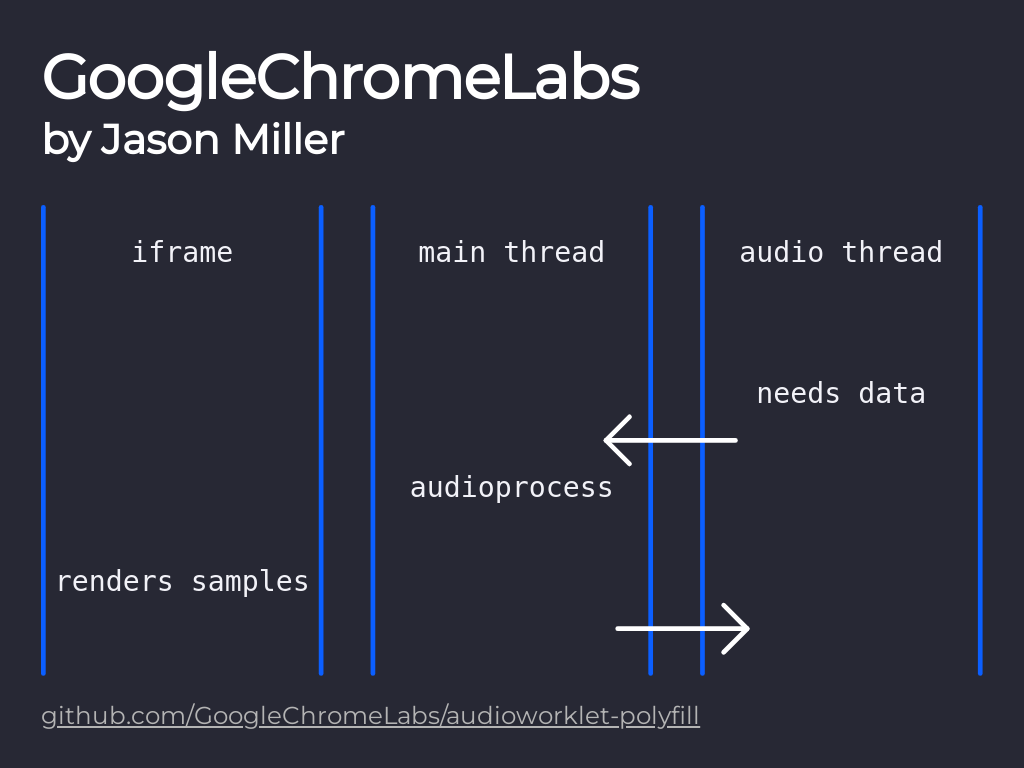 GoogleChromeLabs
by Jason Miller
iframe
main thread
audio thread
needs data
audioprocess
renders samples
github.com/GoogleChromeLabs/audioworklet-polyfill